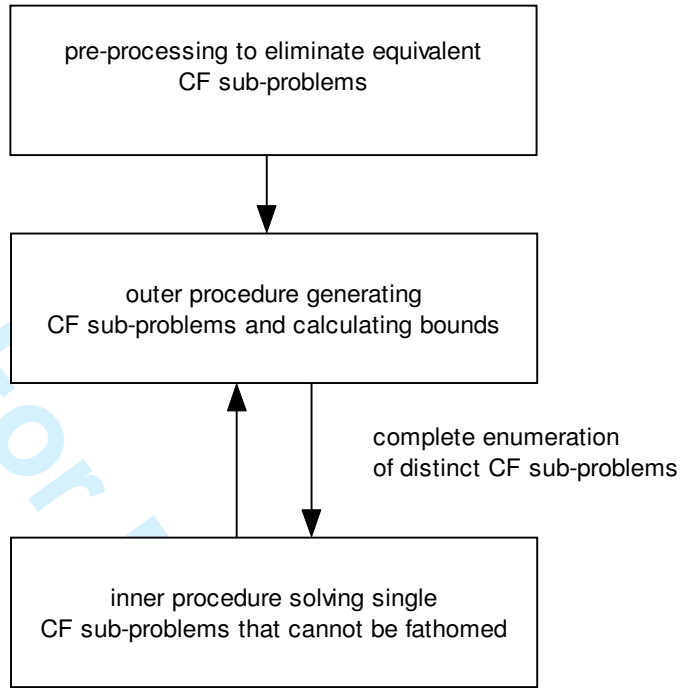 pre-processing to eliminate equivalent
CF sub-problems
outer procedure generating
CF sub-problems and calculating bounds
complete enumeration
of distinct CF sub-problems
inner procedure solving single
CF sub-problems that cannot be fathomed
For